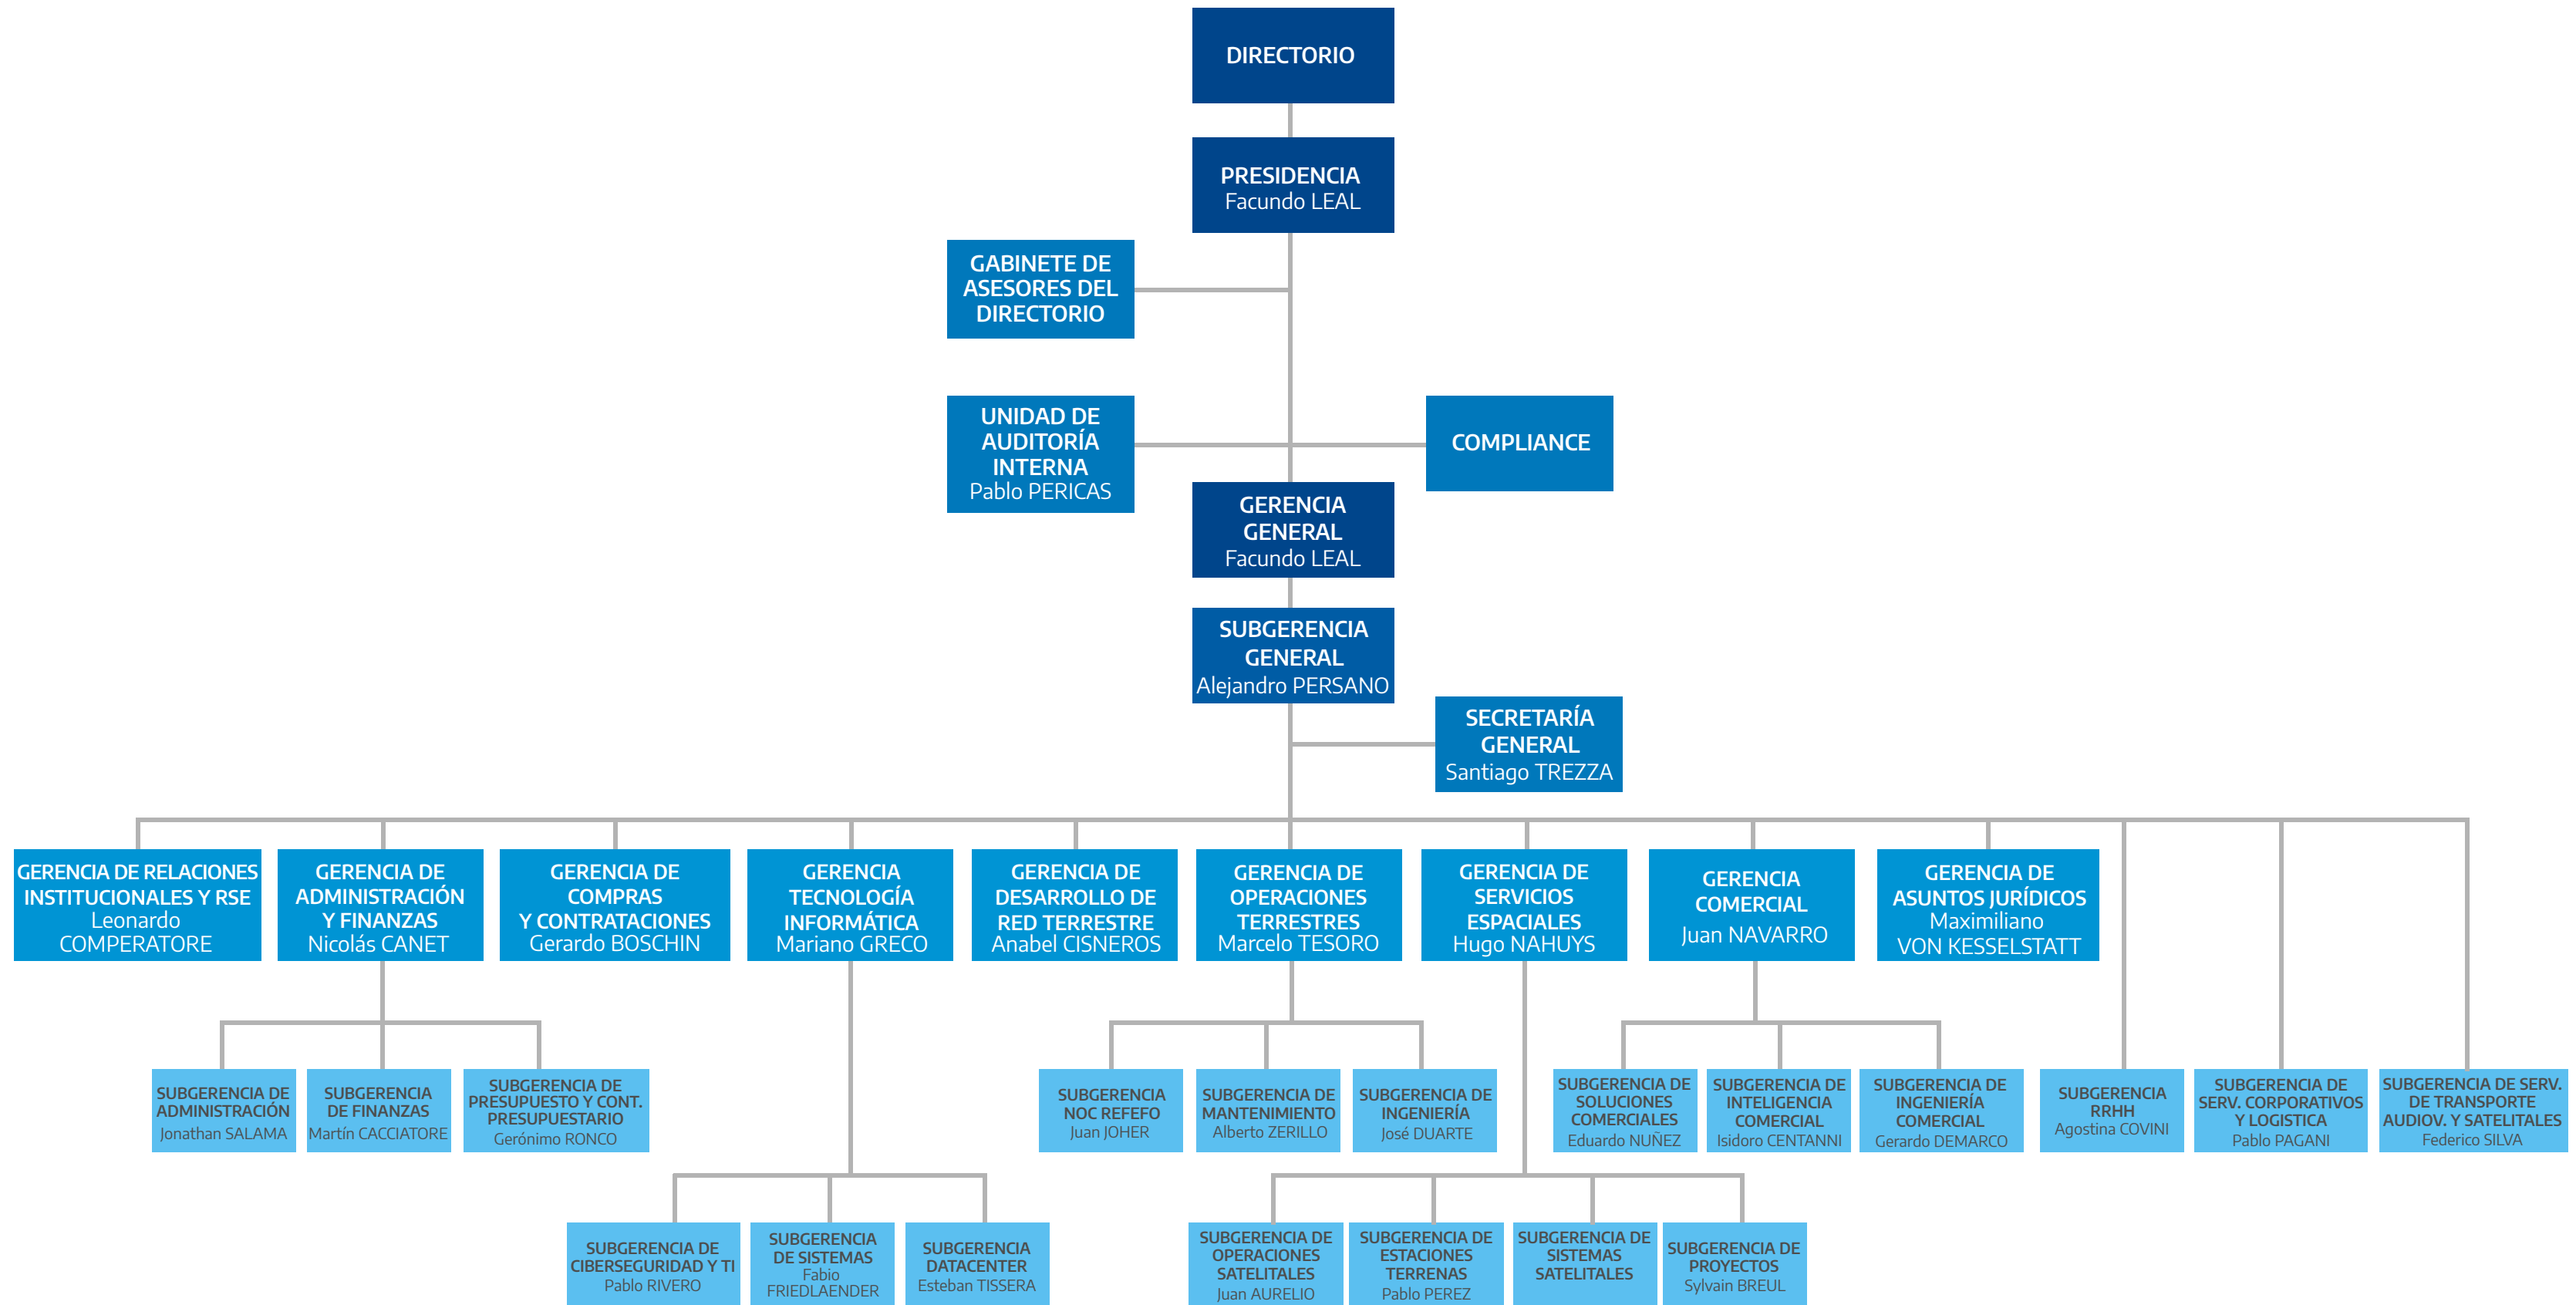 DIRECTORIO
PRESIDENCIA
Facundo LEAL
GABINETE DE
ASESORES DEL
DIRECTORIO
UNIDAD DE
AUDITORÍA
INTERNA
Pablo PERICAS
COMPLIANCE
GERENCIA
GENERAL
Facundo LEAL
SUBGERENCIA
GENERAL
Alejandro PERSANO
SECRETARÍA
GENERAL
Santiago TREZZA
GERENCIA DE RELACIONES
INSTITUCIONALES Y RSE
Leonardo
COMPERATORE
GERENCIA DE
ADMINISTRACIÓN
Y FINANZAS
Nicolás CANET
GERENCIA DE
COMPRAS
Y CONTRATACIONES
Gerardo BOSCHIN
GERENCIA
TECNOLOGÍA
INFORMÁTICA
Mariano GRECO
GERENCIA DE
DESARROLLO DE
RED TERRESTRE
Anabel CISNEROS
GERENCIA DE
OPERACIONES
TERRESTRES
Marcelo TESORO
GERENCIA DE
SERVICIOS
ESPACIALES
Hugo NAHUYS
GERENCIA
COMERCIAL
Juan NAVARRO
GERENCIA DE
ASUNTOS JURÍDICOS
Maximiliano
VON KESSELSTATT
SUBGERENCIA DE
ADMINISTRACIÓN
Jonathan SALAMA
SUBGERENCIA
DE FINANZAS
Martín CACCIATORE
SUBGERENCIA DE
PRESUPUESTO Y CONT.
PRESUPUESTARIO
Gerónimo RONCO
SUBGERENCIA
NOC REFEFO
Juan JOHER
SUBGERENCIA DE
MANTENIMIENTO
Alberto ZERILLO
SUBGERENCIA DE
INGENIERÍA
José DUARTE
SUBGERENCIA DE
SOLUCIONES
COMERCIALES
Eduardo NUÑEZ
SUBGERENCIA DE
INTELIGENCIA
COMERCIAL
Isidoro CENTANNI
SUBGERENCIA DE
INGENIERÍA
COMERCIAL
Gerardo DEMARCO
SUBGERENCIA
RRHH
Agostina COVINI
SUBGERENCIA DE
SERV. CORPORATIVOS
Y LOGISTICA
Pablo PAGANI
SUBGERENCIA DE SERV.
DE TRANSPORTE
AUDIOV. Y SATELITALES
Federico SILVA
SUBGERENCIA DE
CIBERSEGURIDAD Y TI
Pablo RIVERO
SUBGERENCIA
DE SISTEMAS
Fabio
FRIEDLAENDER
SUBGERENCIA
DATACENTER
Esteban TISSERA
SUBGERENCIA DE
OPERACIONES
SATELITALES
Juan AURELIO
SUBGERENCIA DE
ESTACIONES
TERRENAS
Pablo PEREZ
SUBGERENCIA DE
SISTEMAS
SATELITALES
SUBGERENCIA DE
PROYECTOS
Sylvain BREUL